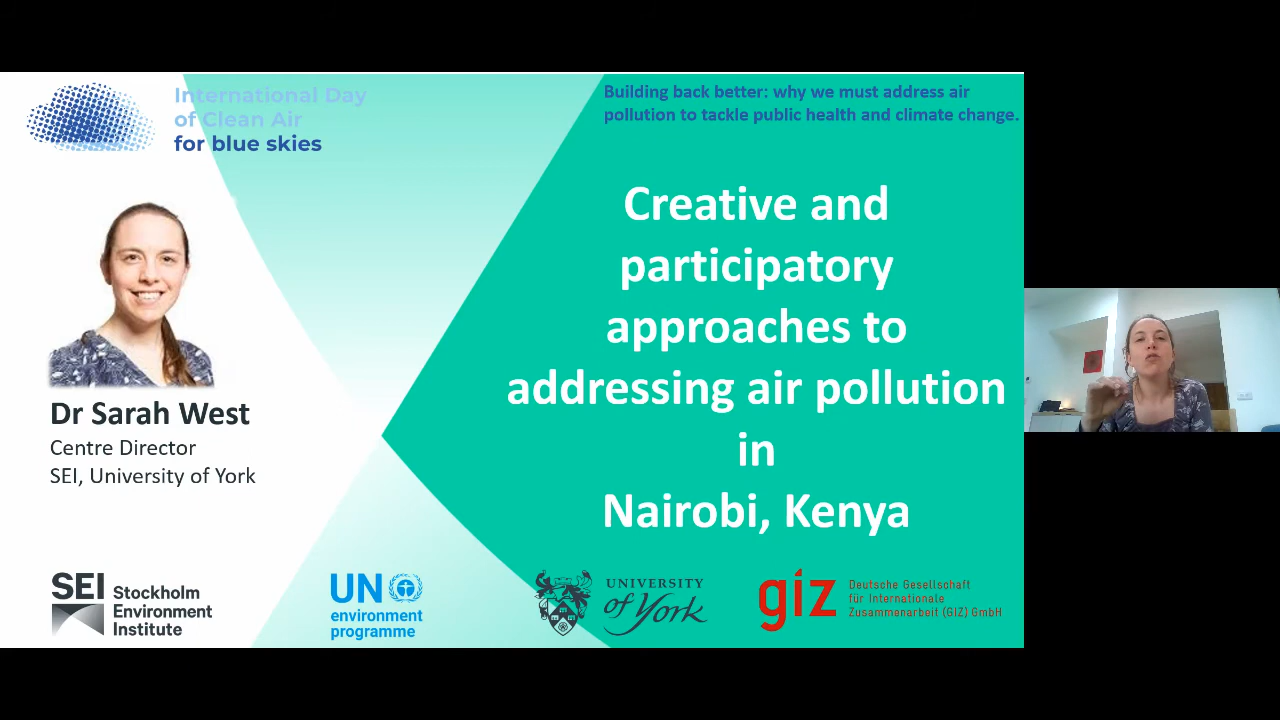 International Day
of Clean Air
for blue skies
Building back better: why we must address air
pollution to tackle public health and climate change.
Creative and
participatory
approaches to
addressing air pollution
in
Nairobi, Kenya
Dr Sarah West
Centre Director
SEI, University of York
SEI Stockholm
Environment
Institute
UN
environment
programme
UNIVERSITY
of York
giz
Deutsche Gesellschaft
für Internationale
Zusammenarbeit (GIZ) GmbH